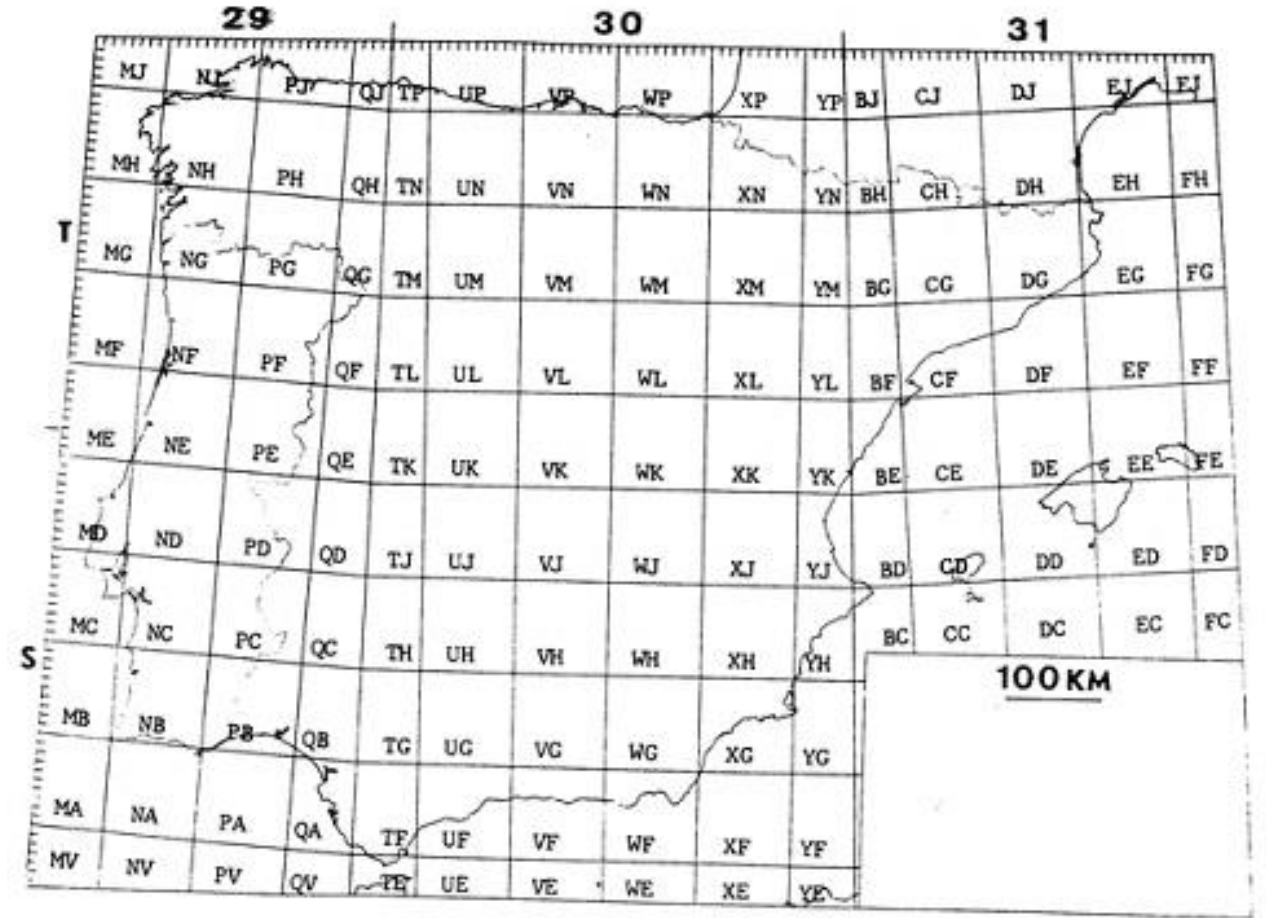 29 30 31
MJ NJ PJ QJ TP UP VP WP XP YP BJ CJ DJ EJ FJ
MH NH PH QH TN UN VN WN XN YN BH CH DH EH FH
T
MG NG PG QG TM UM VM WM XM YM BG CG DG EG FG
MF NF PF QF TL UL VL WL XL YL BF CF DF EF FF
ME NE PE QE TK UK VK WK XK YK BE CE DE EE FE
MD ND PD QD TJ UJ VJ WJ XJ YJ BD CD DD ED FD
MC NC PC QC TH UH VH WH XH YH BC CC DC EC FC
S
100 KM
MB NB PB QB TG UG VG WG XG YG
MA NA PA QA TF UF VF WF XF YF
MV NV PV QV TE UE VE WE XE YE